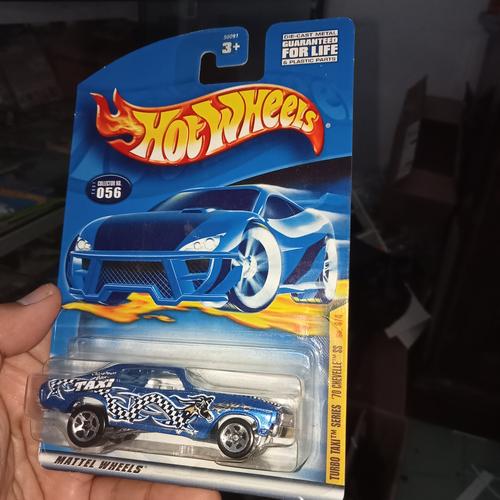 50091
3+
DIE-CAST METAL
GUARANTEED
FOR LIFE
& PLASTIC PARTS
HOT WHEELS
COLLECTOR NO.
056
TAXI
MATTEL WHEELS
TURBO TAXI™ SERIES '70 CHEVELLE™ SS